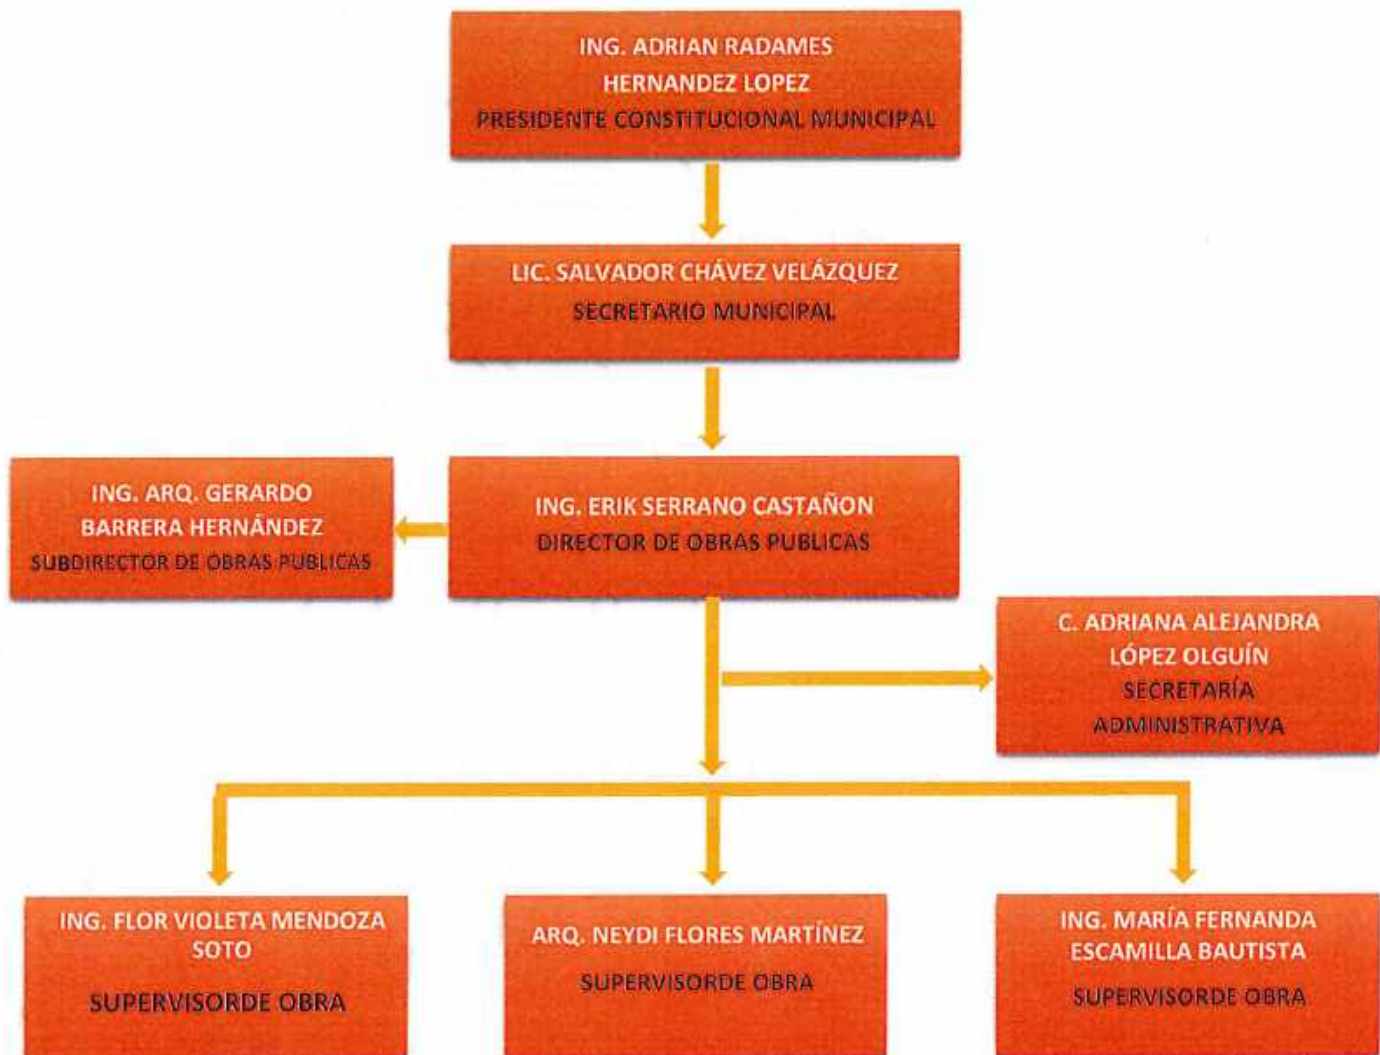 ING. ADRIAN RADAMES
HERNANDEZ LOPEZ
PRESIDENTE CONSTITUCIONAL MUNICIPAL
LIC. SALVADOR CHÁVEZ VELÁZQUEZ
SECRETARIO MUNICIPAL
ING. ARQ. GERARDO
BARRERA HERNÁNDEZ
SUBDIRECTOR DE OBRAS PUBLICAS
ING. ERIK SERRANO CASTAÑON
DIRECTOR DE OBRAS PUBLICAS
C. ADRIANA ALEJANDRA
LÓPEZ OLGUÍN
SECRETARÍA
ADMINISTRATIVA
ING. FLOR VIOLETA MENDOZA
SOTO
SUPERVISORDE OBRA
ARQ. NEYDI FLORES MARTÍNEZ
SUPERVISORDE OBRA
ING. MARÍA FERNANDA
ESCAMILLA BAUTISTA
SUPERVISORDE OBRA